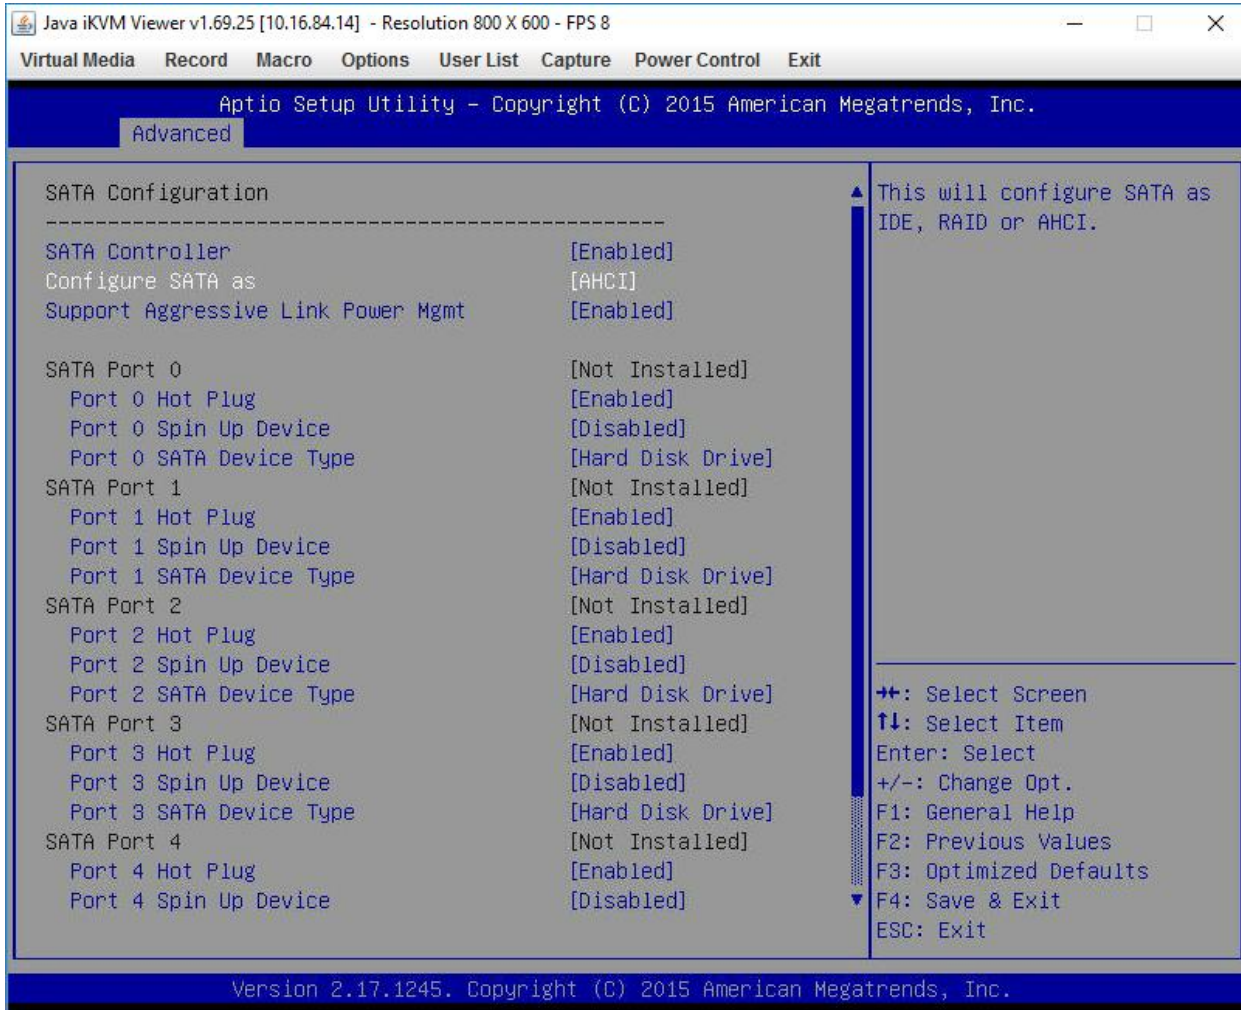 Java iKVM Viewer v1.69.25 [10.16.84.14] - Resolution 800 X 600 - FPS 8
Virtual Media Record Macro Options User List Capture Power Control Exit
Aptio Setup Utility – Copyright (C) 2015 American Megatrends, Inc.
Advanced
SATA Configuration
SATA Controller [Enabled]
Configure SATA as [AHCI]
Support Aggressive Link Power Mgmt [Enabled]
SATA Port 0 [Not Installed]
Port 0 Hot Plug [Enabled]
Port 0 Spin Up Device [Disabled]
Port 0 SATA Device Type [Hard Disk Drive]
SATA Port 1 [Not Installed]
Port 1 Hot Plug [Enabled]
Port 1 Spin Up Device [Disabled]
Port 1 SATA Device Type [Hard Disk Drive]
SATA Port 2 [Not Installed]
Port 2 Hot Plug [Enabled]
Port 2 Spin Up Device [Disabled]
Port 2 SATA Device Type [Hard Disk Drive]
SATA Port 3 [Not Installed]
Port 3 Hot Plug [Enabled]
Port 3 Spin Up Device [Disabled]
Port 3 SATA Device Type [Hard Disk Drive]
SATA Port 4 [Not Installed]
Port 4 Hot Plug [Enabled]
Port 4 Spin Up Device [Disabled]
This will configure SATA as
IDE, RAID or AHCI.
→←: Select Screen
↑↓: Select Item
Enter: Select
+/-: Change Opt.
F1: General Help
F2: Previous Values
F3: Optimized Defaults
F4: Save & Exit
ESC: Exit
Version 2.17.1245. Copyright (C) 2015 American Megatrends, Inc.